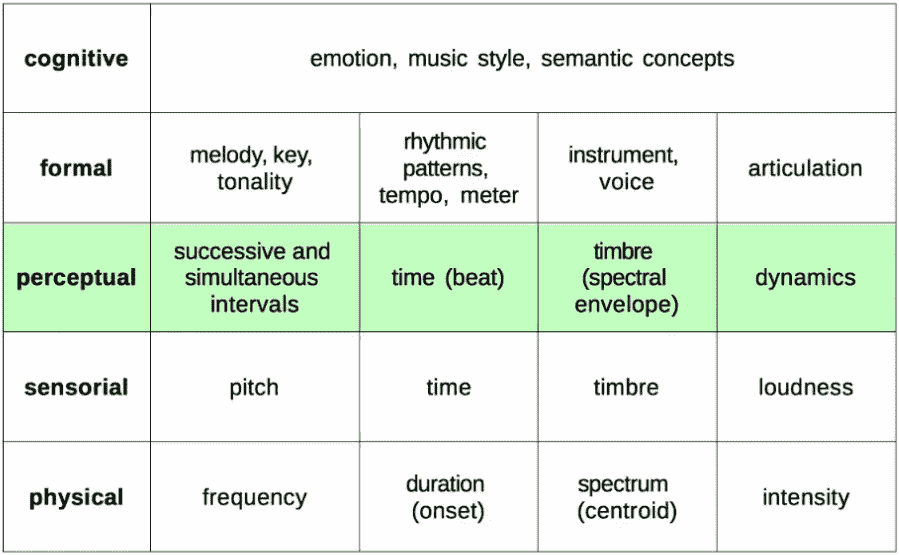 cognitive
emotion, music style, semantic concepts
formal
melody, key,
tonality
rhythmic
patterns,
tempo, meter
instrument,
voice
articulation
perceptual
successive and
simultaneous
intervals
time (beat)
timbre
(spectral
envelope)
dynamics
sensorial
pitch
time
timbre
loudness
physical
frequency
duration
(onset)
spectrum
(centroid)
intensity